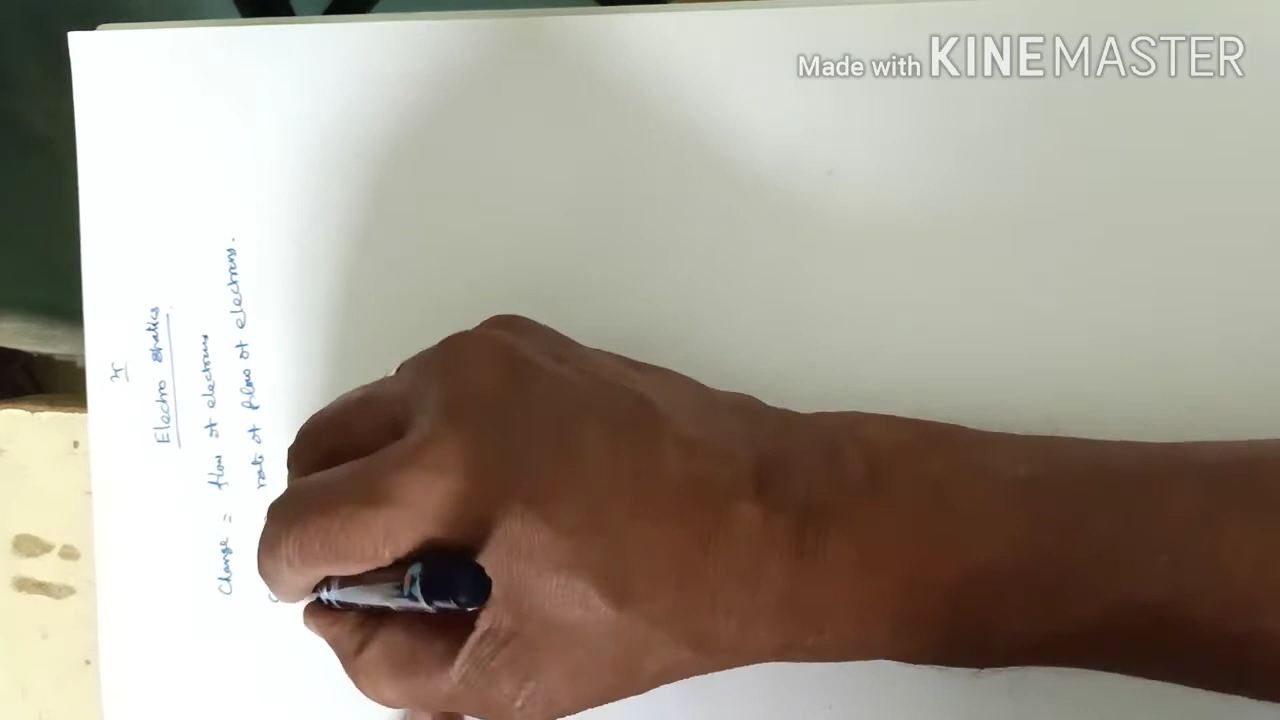 Made with KINEMASTER
Electro statics
Charge = flow of electrons
rate of flow of electrons.